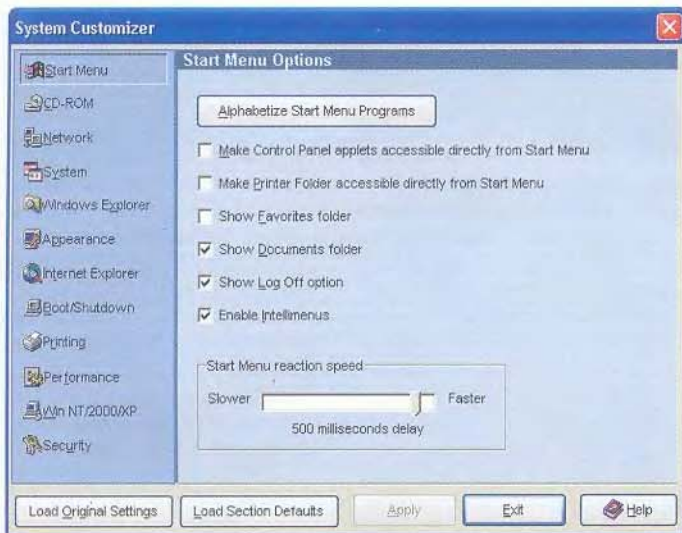 System Customizer
Start Menu
CD-ROM
Network
System
Windows Explorer
Appearance
Internet Explorer
Boot/Shutdown
Printing
Performance
Win NT/2000/XP
Security
Start Menu Options
Alphabetize Start Menu Programs
Make Control Panel applets accessible directly from Start Menu
Make Printer Folder accessible directly from Start Menu
Show Favorites folder
Show Documents folder
Show Log Off option
Enable Intellimenus
Start Menu reaction speed
Slower Faster
500 milliseconds delay
Load Original Settings Load Section Defaults Apply Exit Help